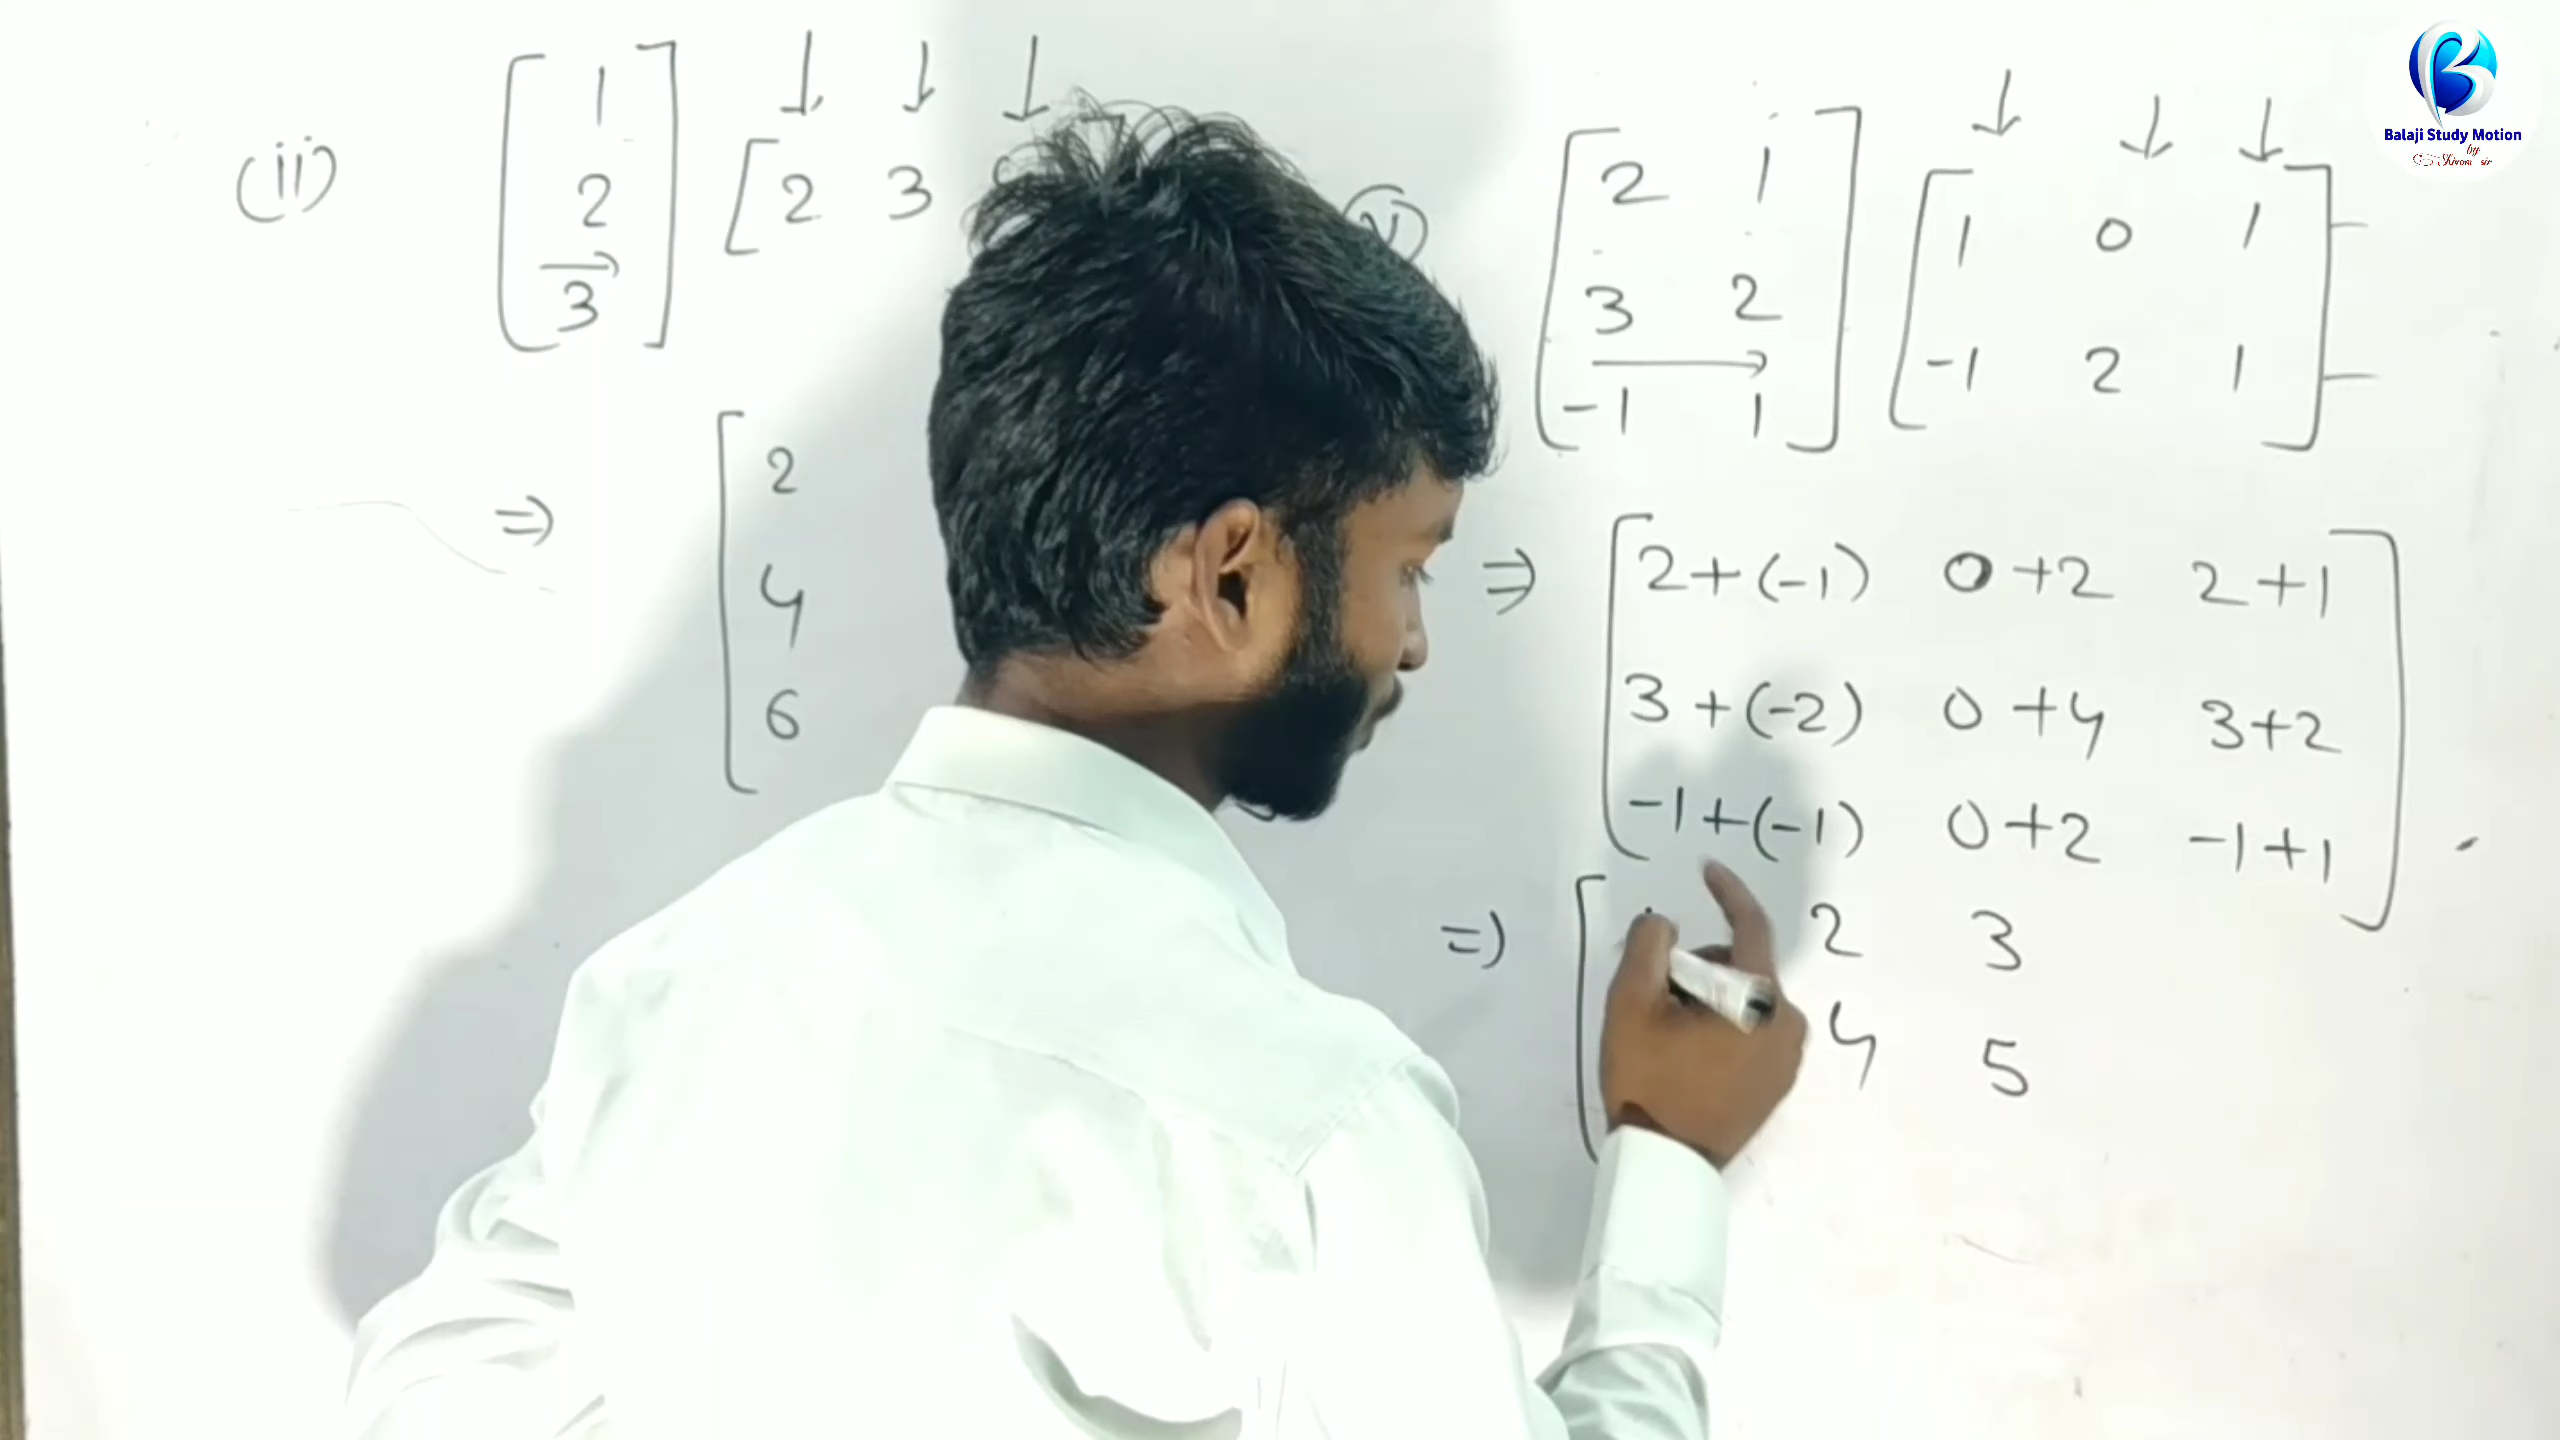 (ii) [ 1
2
3 ] [ 2 3
=> [ 2
4
6
[ 2 1
3 2
-1 1 ] [ 1 0 1
-1 2 1 ]
=> [ 2+(-1) 0+2 2+1
3+(-2) 0+4 3+2
-1+(-1) 0+2 -1+1 ]
=> [ 2 3
4 5
Balaji Study Motion
by